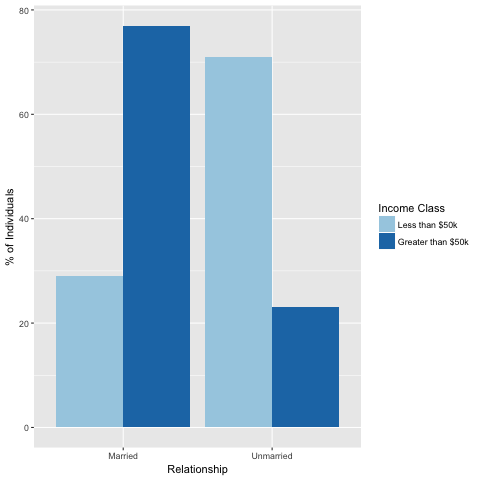 80
60
40
20
0
% of Individuals
Married
Unmarried
Relationship
Income Class
Less than $50k
Greater than $50k